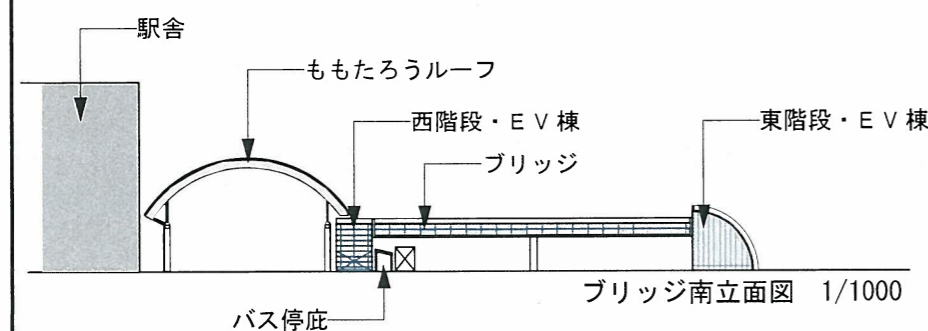 駅舎
ももたろうルーフ
西階段・ＥＶ棟
東階段・ＥＶ棟
ブリッジ
ブリッジ南立面図 1/1000
バス停庇